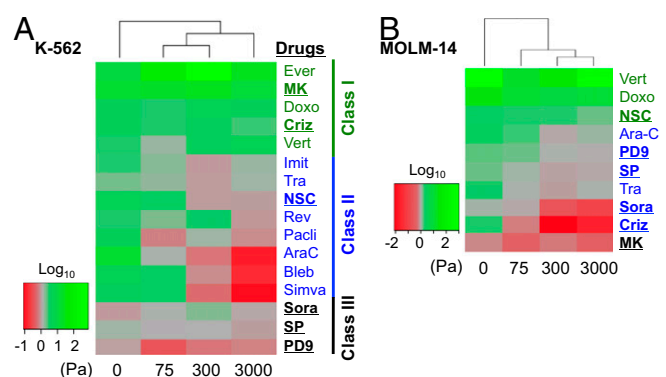 A
K-562
Drugs
Ever
MK
Doxo
Criz
Vert
Imit
Tra
NSC
Rev
Pacli
AraC
Bleb
Simva
Sora
SP
PD9
Class I
Class II
Class III
Log10
-1 0 1 2
(Pa) 0 75 300 3000
B
MOLM-14
Vert
Doxo
NSC
Ara-C
PD9
SP
Tra
Sora
Criz
MK
Log10
-2 0 2
(Pa) 0 75 300 3000